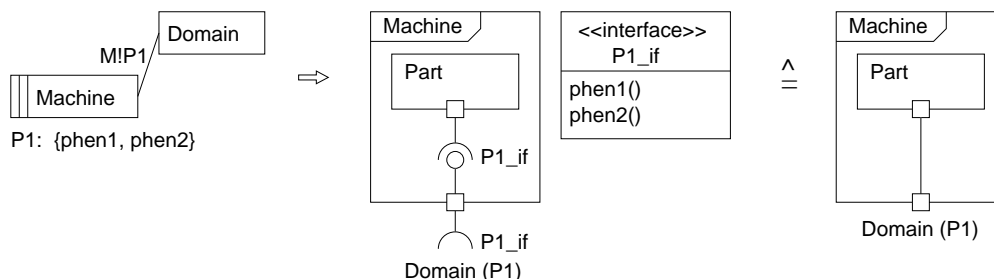 Domain
M!P1
Machine
P1: {phen1, phen2}
Machine
Part
P1_if
P1_if
Domain (P1)
<<interface>>
P1_if
phen1()
phen2()
^
=
Machine
Part
Domain (P1)